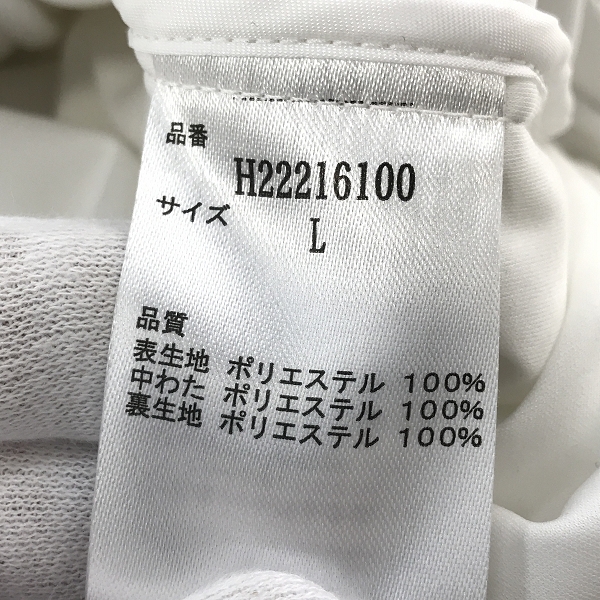 品番
H22216100
サイズ
L
品質
表生地 ポリエステル 100%
中わた ポリエステル 100%
裏生地 ポリエステル 100%